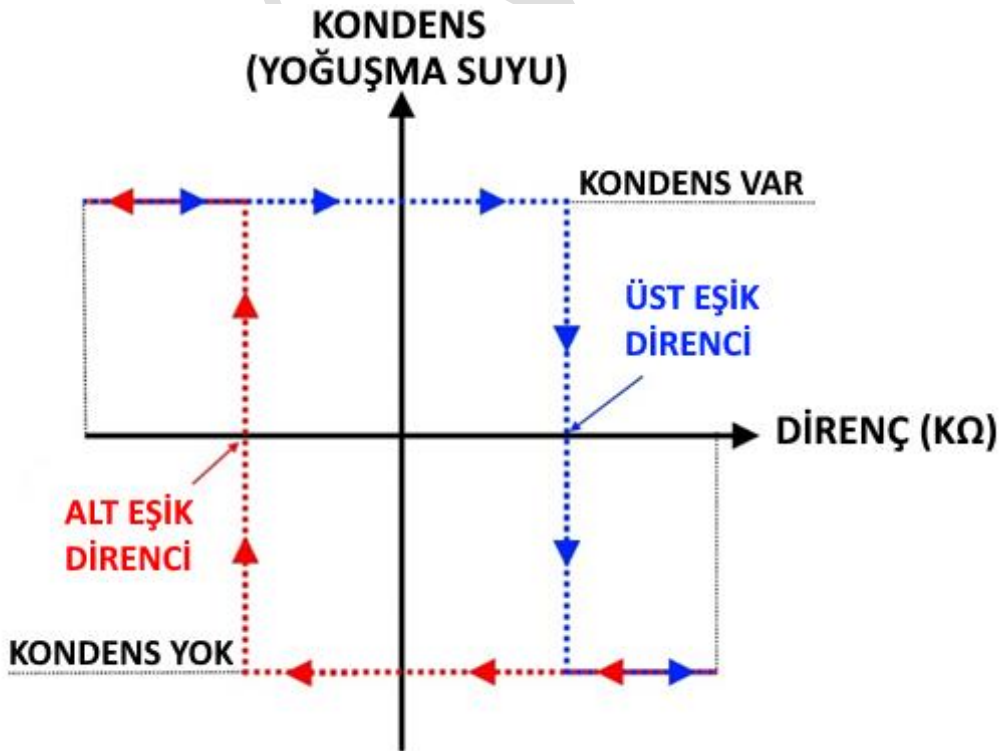 KONDENS
(YOĞUŞMA SUYU)
KONDENS VAR
ÜST EŞİK
DİRENCİ
DİRENÇ (KΩ)
ALT EŞİK
DİRENCİ
KONDENS YOK